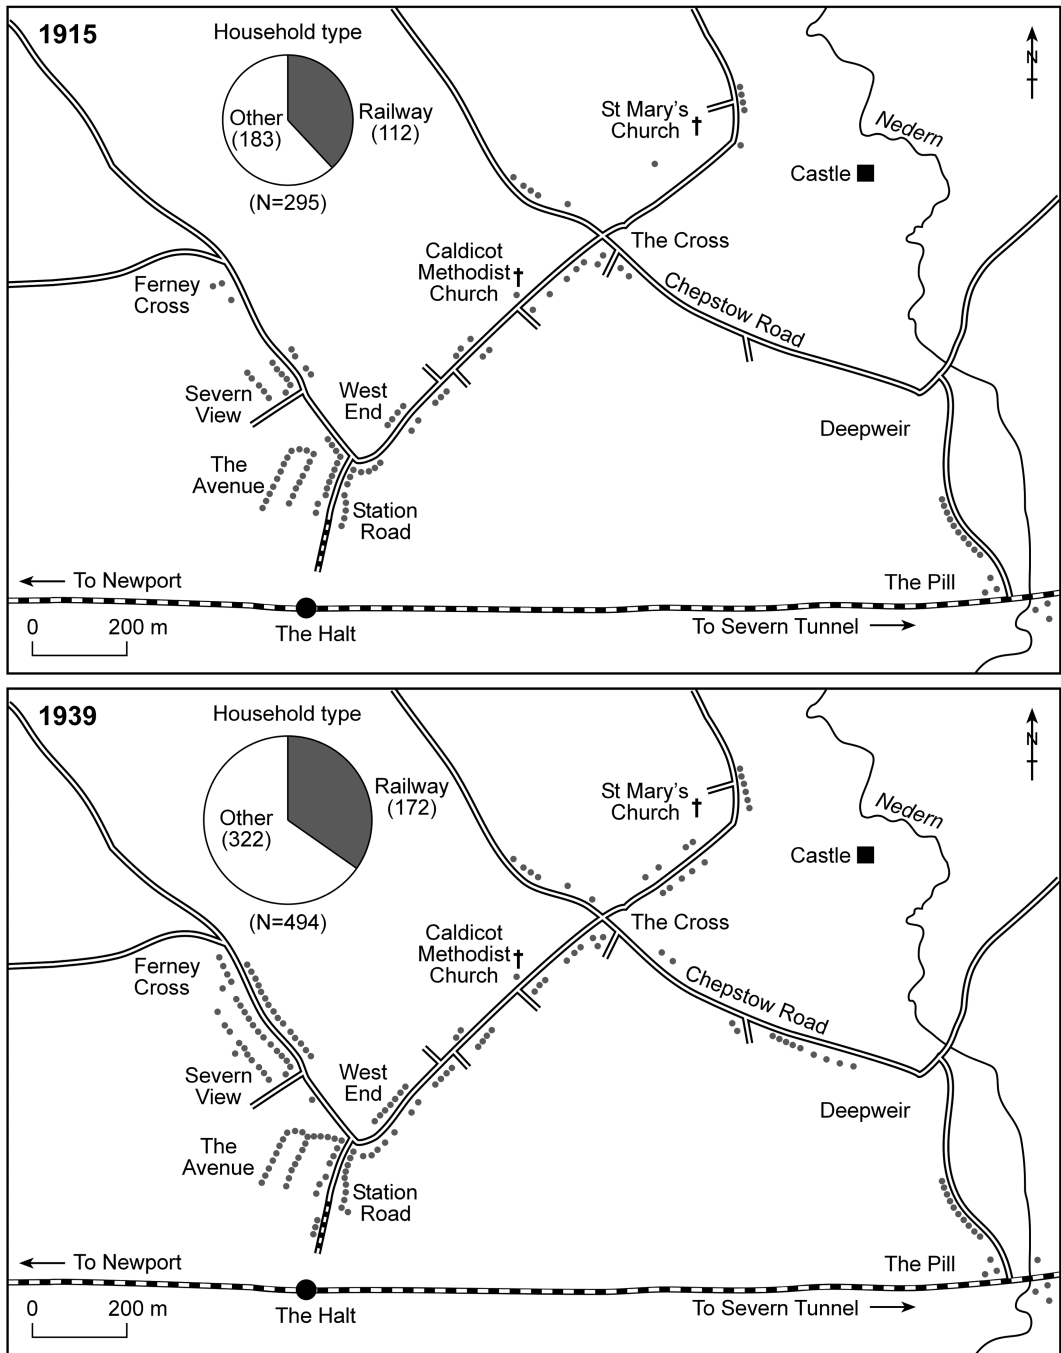 1915
Household type
Other
(183)
Railway
(112)
(N=295)
St Mary's
Church
N
Nedern
Castle
The Cross
Caldicot
Methodist
Church
Chepstow Road
Ferney
Cross
Severn
View
West
End
The
Avenue
Station
Road
Deepweir
The Pill
To Newport
To Severn Tunnel
0 200 m
The Halt
1939
Household type
Other
(322)
Railway
(172)
(N=494)
St Mary's
Church
N
Nedern
Castle
The Cross
Caldicot
Methodist
Church
Chepstow Road
Ferney
Cross
Severn
View
West
End
The
Avenue
Station
Road
Deepweir
The Pill
To Newport
To Severn Tunnel
0 200 m
The Halt